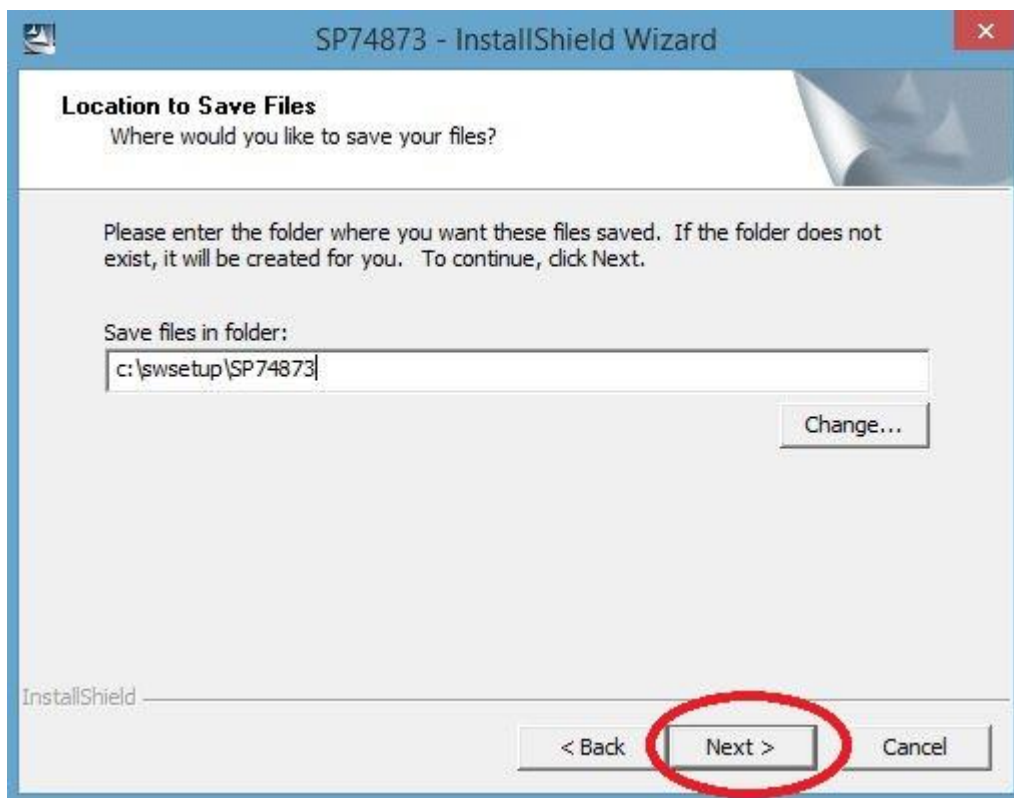 SP74873 - InstallShield Wizard
Location to Save Files
Where would you like to save your files?
Please enter the folder where you want these files saved. If the folder does not
exist, it will be created for you. To continue, click Next.
Save files in folder:
c:\swsetup\SP74873
Change...
InstallShield
< Back Next > Cancel